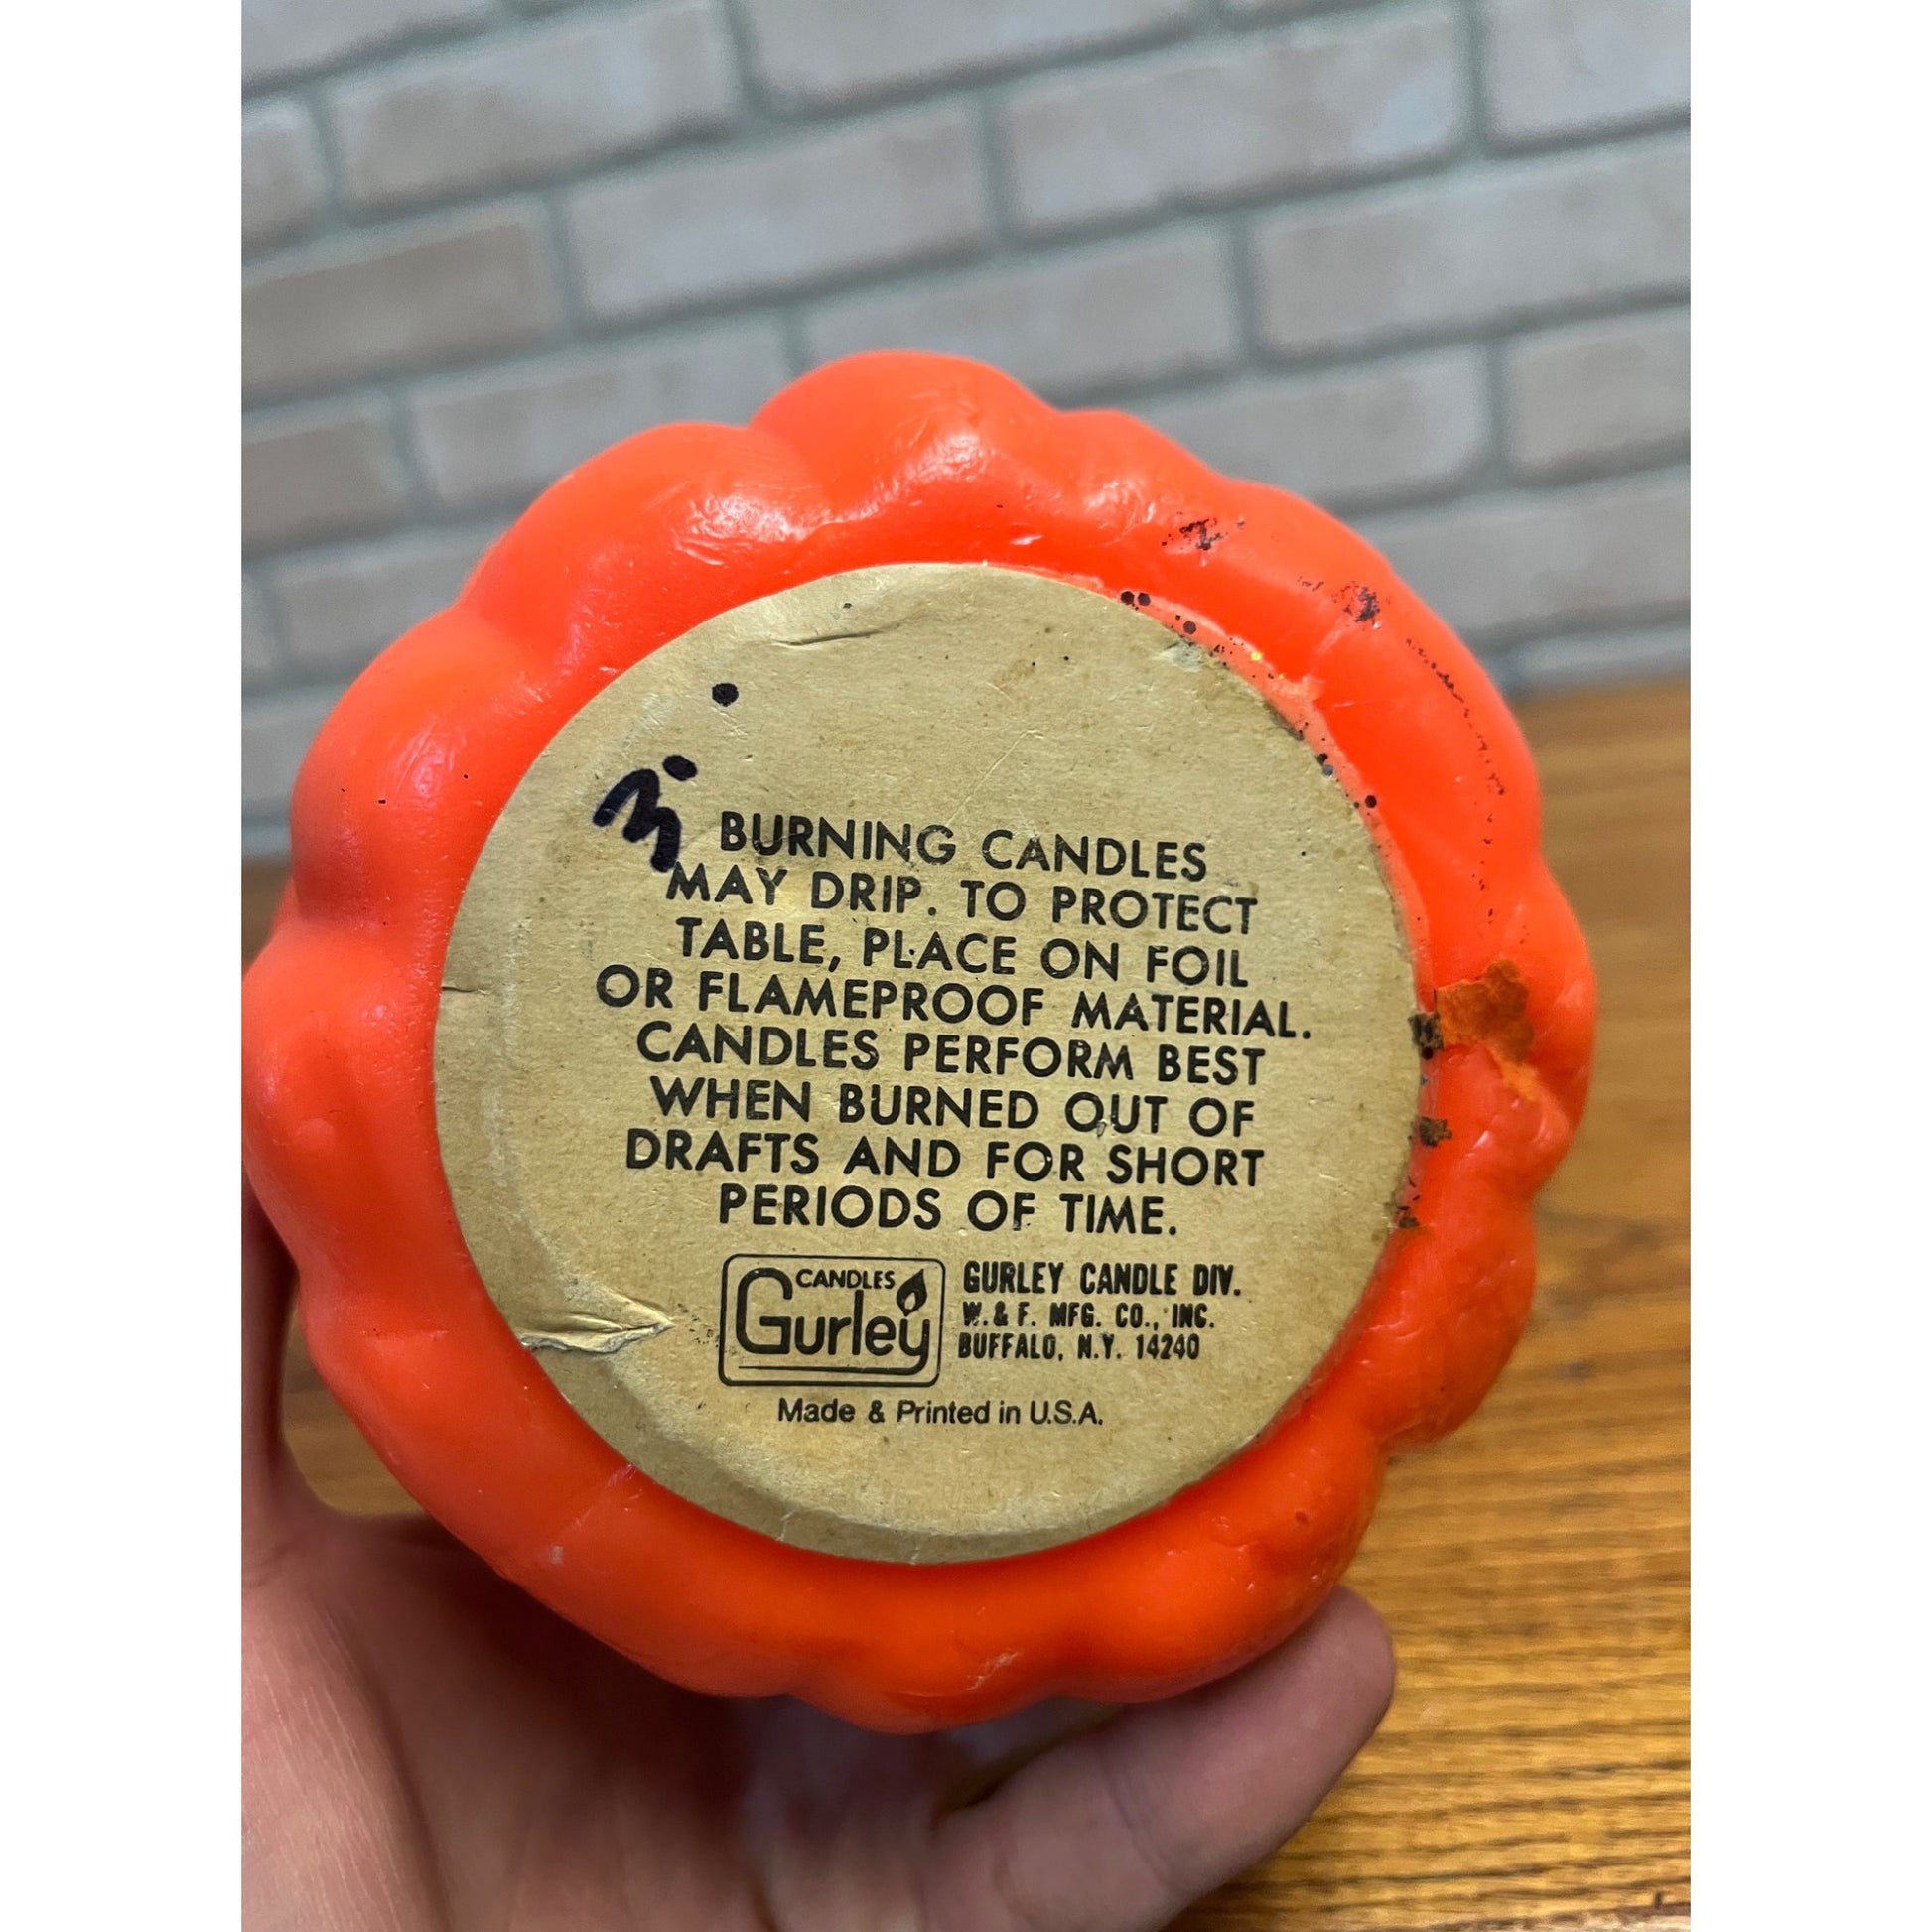 3.
BURNING CANDLES
MAY DRIP. TO PROTECT
TABLE, PLACE ON FOIL
OR FLAMEPROOF MATERIAL.
CANDLES PERFORM BEST
WHEN BURNED OUT OF
DRAFTS AND FOR SHORT
PERIODS OF TIME.
CANDLES
Gurley
GURLEY CANDLE DIV.
W. & F. MFG. CO., INC.
BUFFALO, N.Y. 14240
Made & Printed in U.S.A.